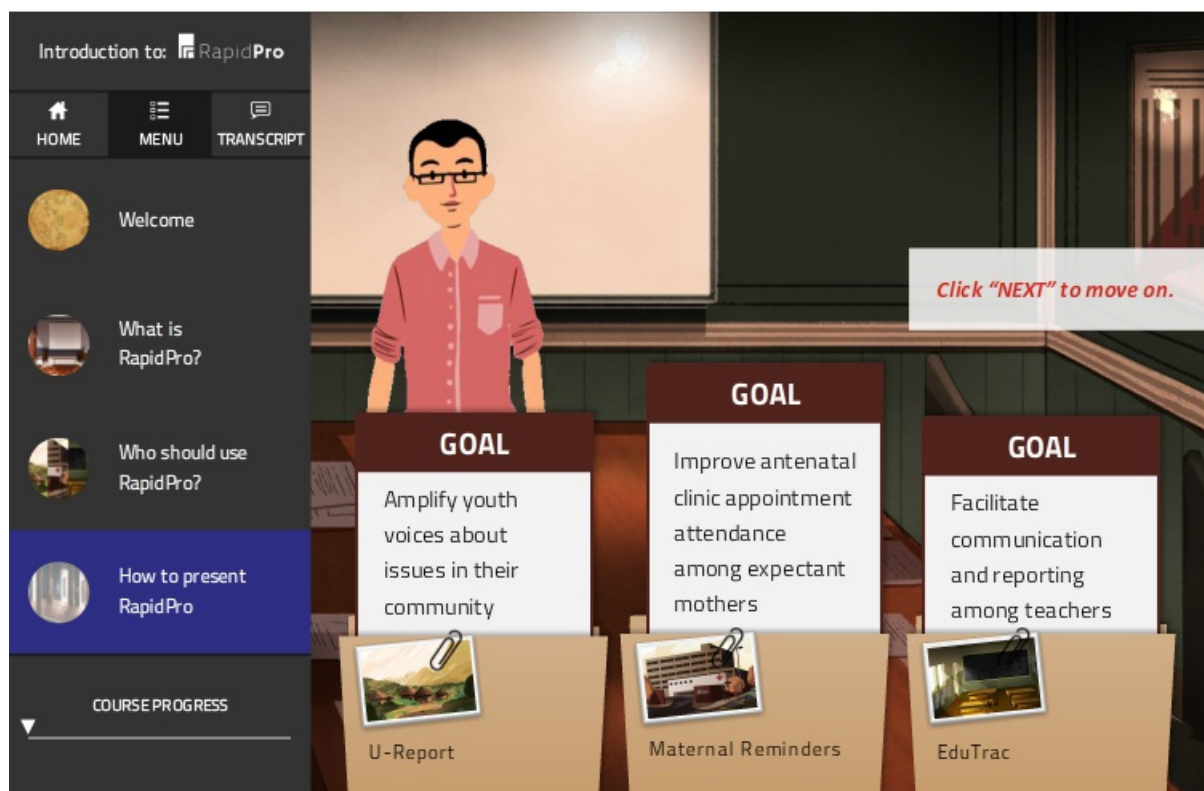 Introduction to: RapidPro
HOME
MENU
TRANSCRIPT
Welcome
What is
RapidPro?
Who should use
RapidPro?
How to present
RapidPro
COURSE PROGRESS
Click “NEXT” to move on.
GOAL
Amplify youth
voices about
issues in their
community
U-Report
GOAL
Improve antenatal
clinic appointment
attendance
among expectant
mothers
Maternal Reminders
GOAL
Facilitate
communication
and reporting
among teachers
EduTrac